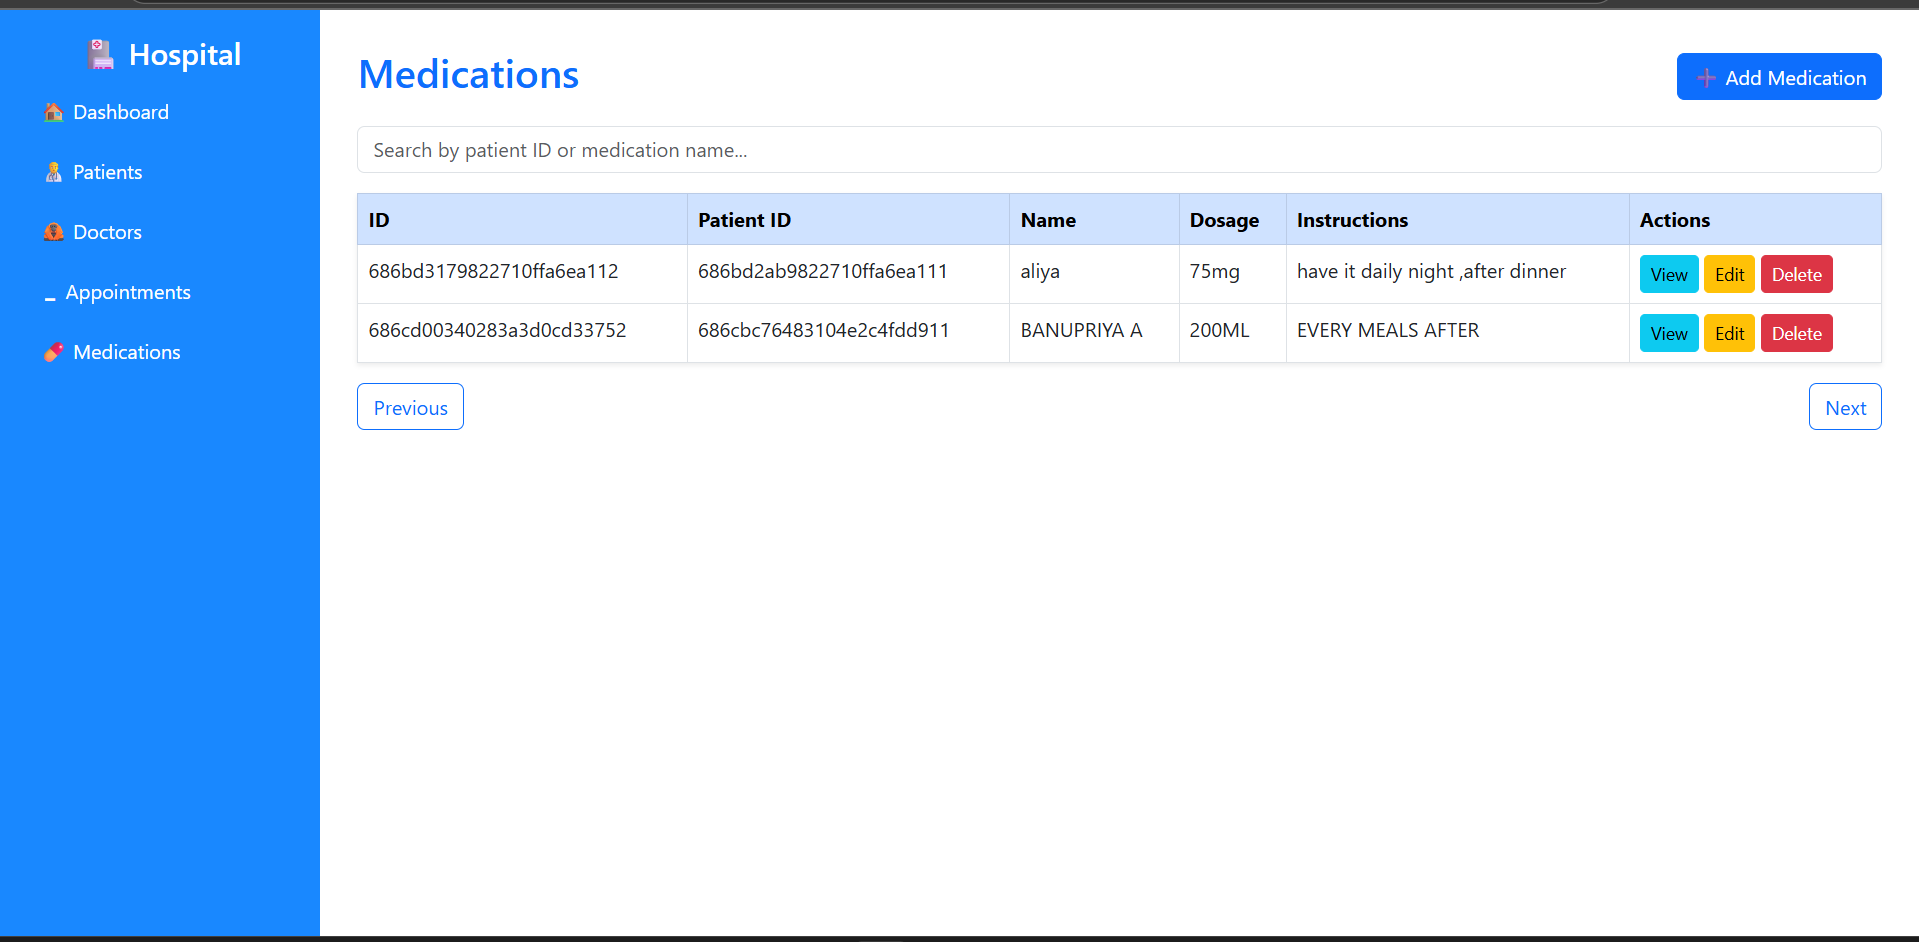 Hospital
Dashboard
Patients
Doctors
Appointments
Medications
Medications
Add Medication
Search by patient ID or medication name...
ID Patient ID Name Dosage Instructions Actions
686bd3179822710ffa6ea112 686bd2ab9822710ffa6ea111 aliya 75mg have it daily night ,after dinner View Edit Delete
686cd00340283a3d0cd33752 686cbc76483104e2c4fdd911 BANUPRIYA A 200ML EVERY MEALS AFTER View Edit Delete
Previous Next